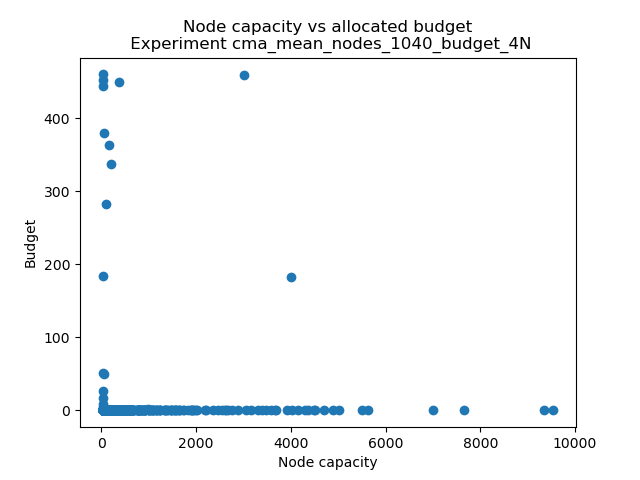 Node capacity vs allocated budget
Experiment cma_mean_nodes_1040_budget_4N
400
300
200
100
0
Budget
0 2000 4000 6000 8000 10000
Node capacity